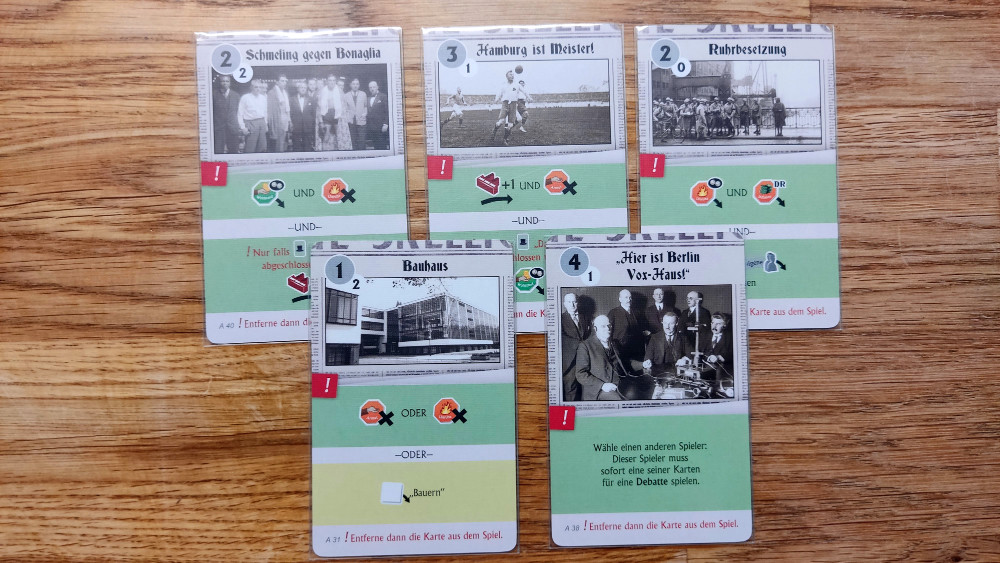 2
2
Schmeling gegen Bonaglia
!
UND
—UND—
! Nur falls
abgeschloss
A 40 ! Entferne dann die
3
1
Hamburg ist Meister!
!
+1 UND
—UND—
lossen
2
0
Ruhrbesetzung
!
UND
DR
Karte aus dem Spiel.
1
2
Bauhaus
!
ODER
—ODER—
„Bauern“
A 31 ! Entferne dann die Karte aus dem Spiel.
4
1
„Hier ist Berlin
Vox-Haus!“
!
Wähle einen anderen Spieler:
Dieser Spieler muss
sofort eine seiner Karten
für eine Debatte spielen.
A 38 ! Entferne dann die Karte aus dem Spiel.